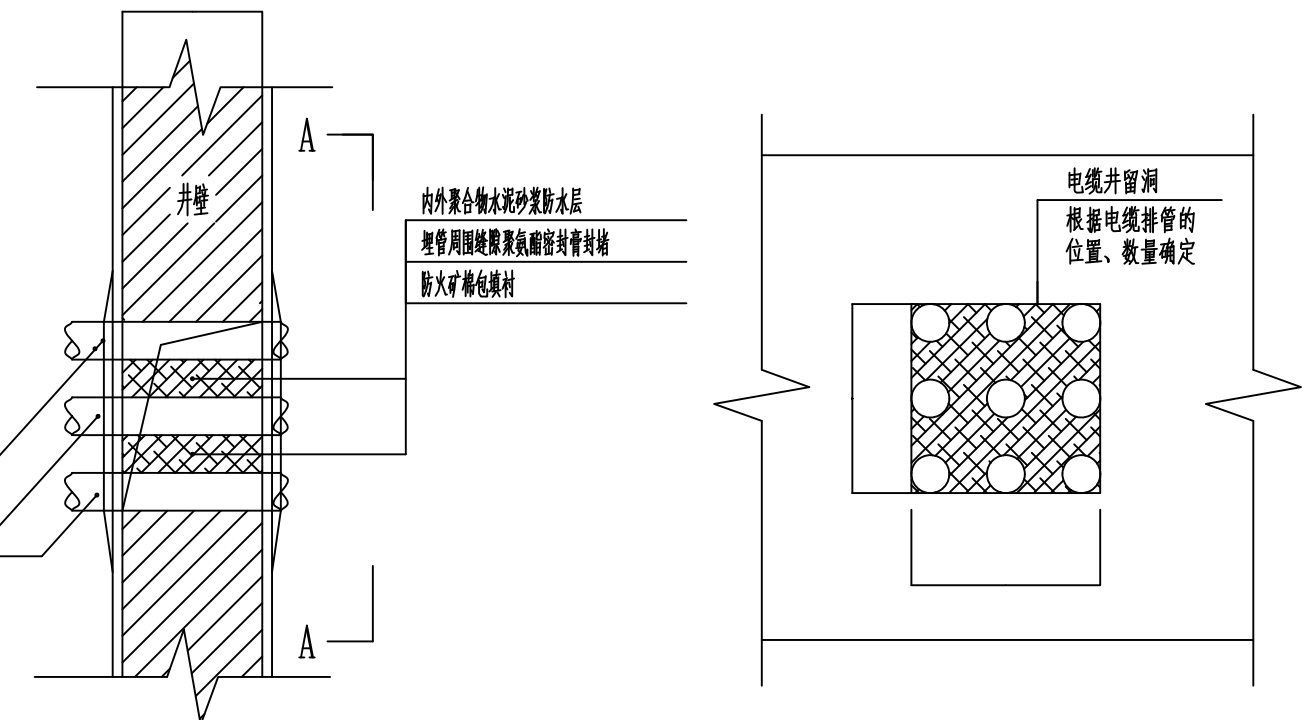 A
井壁
内外聚合物水泥砂浆防水层
埋管周围缝隙聚氨酯密封膏封堵
防火矿棉包填衬
A
电缆井留洞
根据电缆排管的
位置、数量确定